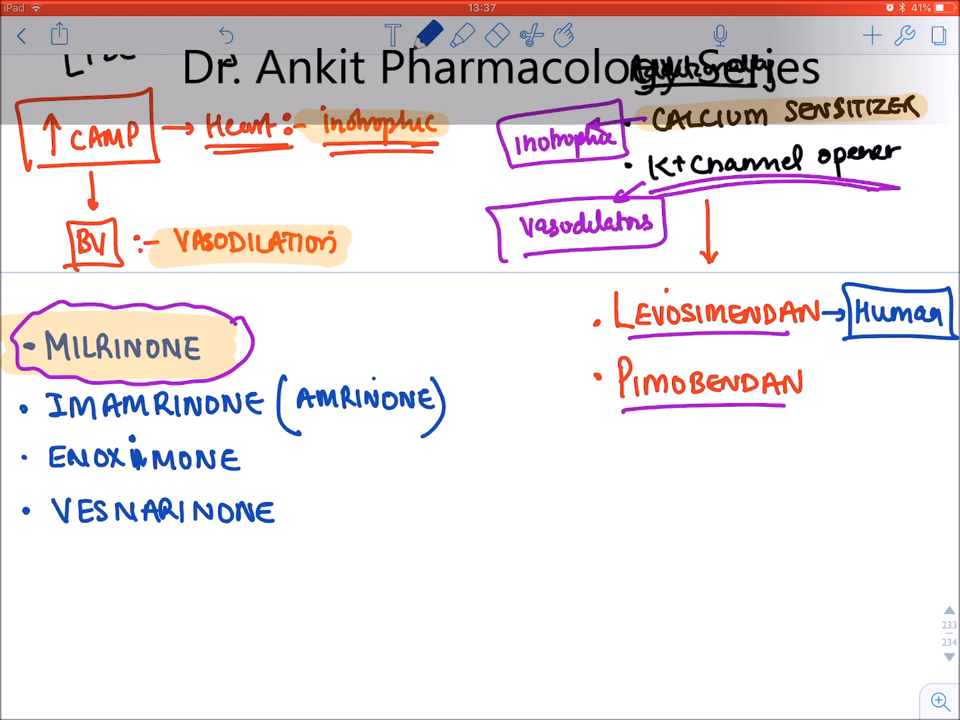 iPad 13:37 41%
T
Dr. Ankit Pharmacology Series
↑ CAMP → Heart :- inotrophic
BV :- VASODILATION
• MILRINONE
• IMAMRINONE (AMRINONE)
• ENOXIMONE
• VESNARINONE
Inotrophic • CALCIUM SENSITIZER
• K+ Channel opener
Vasodilators
• LEVOSIMENDAN → Human
• PIMOBENDAN
233
234